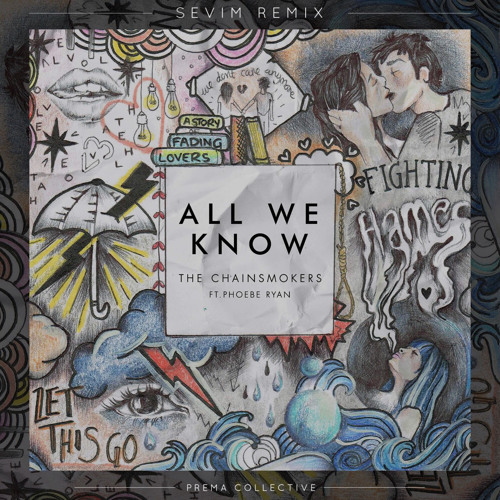 SEVIM REMIX
we don't care anymore
A STORY
OF
FADING
LOVERS
FIGHTING
flames
ALL WE
KNOW
THE CHAINSMOKERS
FT. PHOEBE RYAN
LET
THIS GO
PREMA COLLECTIVE